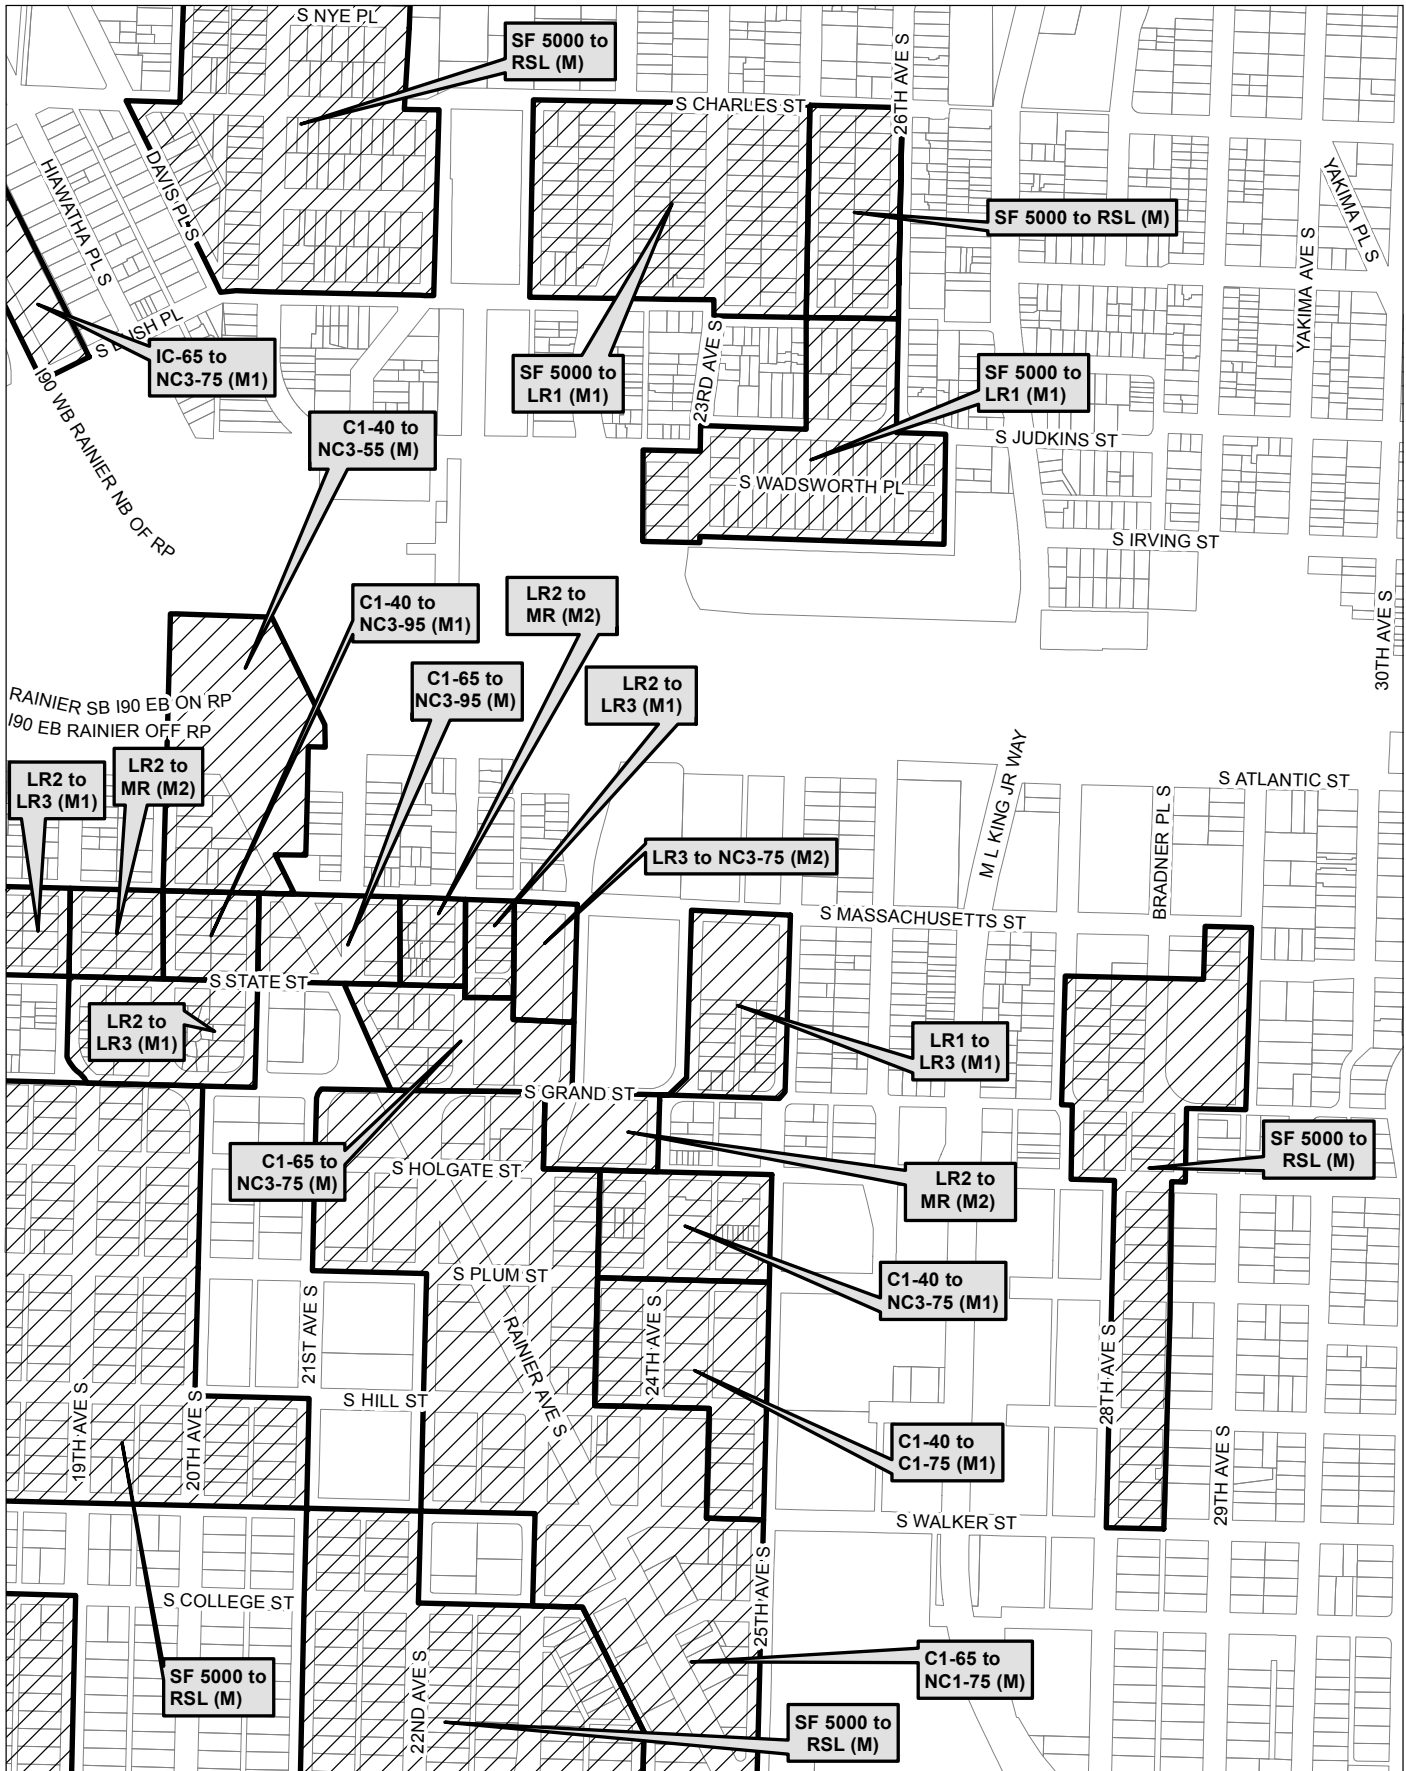 S NYE PL
SF 5000 to
RSL (M)
26TH AVE S
S CHARLES ST
HIAWATHA PL S
DAVIS PL S
YAKIMA PL S
SF 5000 to RSL (M)
YAKIMA AVE S
S BUSH PL
IC-65 to
NC3-75 (M1)
SF 5000 to
LR1 (M1)
23RD AVE S
SF 5000 to
LR1 (M1)
I90 WB RAINIER NB OF RP
C1-40 to
NC3-55 (M)
S JUDKINS ST
S WADSWORTH PL
S IRVING ST
C1-40 to
NC3-95 (M1)
LR2 to
MR (M2)
30TH AVE S
C1-65 to
NC3-95 (M)
LR2 to
LR3 (M1)
RAINIER SB I90 EB ON RP
I90 EB RAINIER OFF RP
LR2 to
LR3 (M1)
LR2 to
MR (M2)
M L KING JR WAY
S ATLANTIC ST
BRADNER PL S
LR3 to NC3-75 (M2)
S MASSACHUSETTS ST
S STATE ST
LR2 to
LR3 (M1)
LR1 to
LR3 (M1)
S GRAND ST
C1-65 to
NC3-75 (M)
S HOLGATE ST
LR2 to
MR (M2)
SF 5000 to
RSL (M)
S PLUM ST
C1-40 to
NC3-75 (M1)
21ST AVE S
RAINIER AVE S
24TH AVE S
28TH AVE S
S HILL ST
19TH AVE S
20TH AVE S
C1-40 to
C1-75 (M1)
29TH AVE S
S WALKER ST
25TH AVE S
S COLLEGE ST
SF 5000 to
RSL (M)
22ND AVE S
C1-65 to
NC1-75 (M)
SF 5000 to
RSL (M)